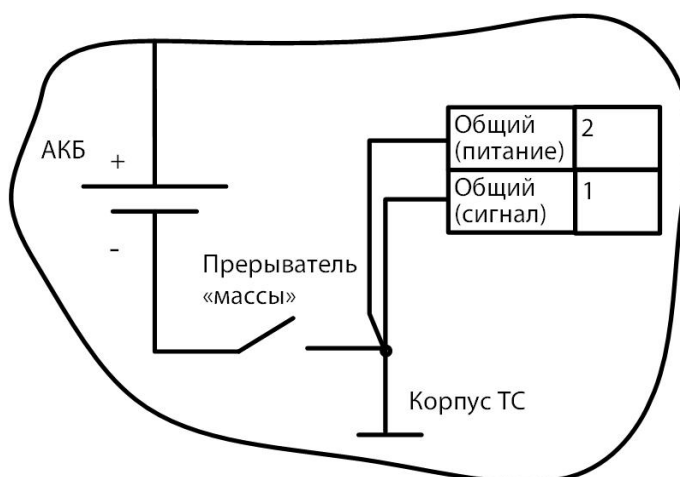 Общий
(питание)
2
АКБ
+
Общий
(сигнал)
1
-
Прерыватель
«массы»
Корпус ТС